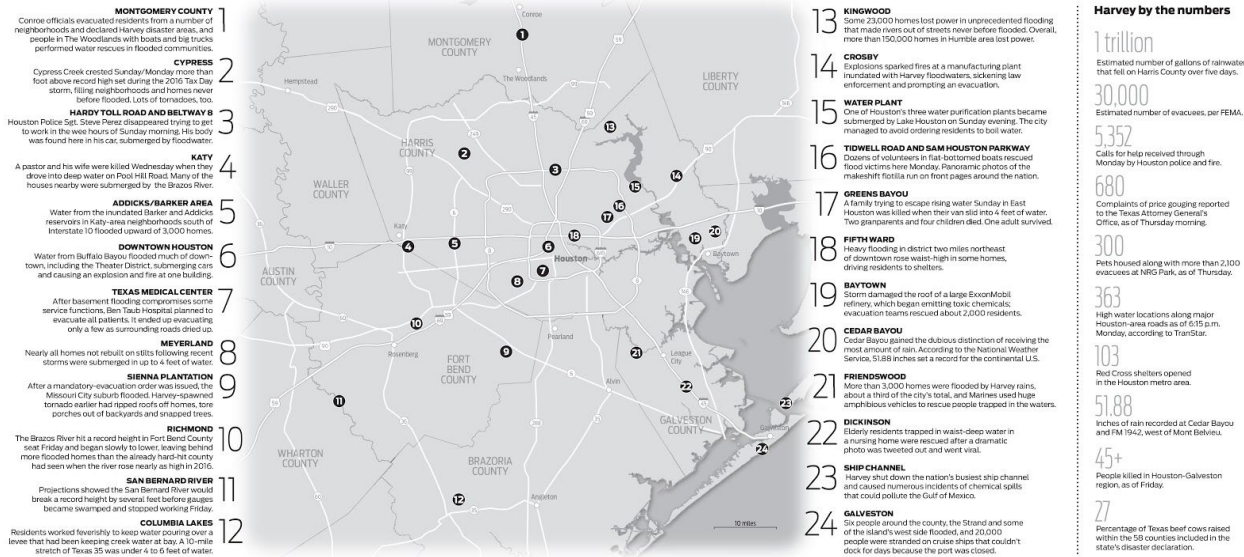 MONTGOMERY COUNTY
1
Conroe officials evacuated residents from a number of
neighborhoods and declared Harvey disaster areas, and
people in The Woodlands with boats and big trucks
performed water rescues in flooded communities.
CYPRESS
2
Cypress Creek crested Sunday/Monday more than
foot above record high set during the 2016 Tax Day
storm, filling neighborhoods and homes never
before flooded. Lots of tornadoes, too.
HARDY TOLL ROAD AND BELTWAY 8
3
Houston Police Sgt. Steve Perez disappeared trying to get
to work in the wee hours of Sunday morning. His body
was found here in his car, submerged by floodwater.
KATY
4
A pastor and his wife were killed Wednesday when they
drove into deep water on Pool Hill Road. Many of the
houses nearby were submerged by the Brazos River.
ADDICKS/BARKER AREA
5
Water from the inundated Barker and Addicks
reservoirs in Katy-area neighborhoods south of
Interstate 10 flooded upward of 3,000 homes.
DOWNTOWN HOUSTON
6
Water from Buffalo Bayou flooded much of down-
town, including the Theater District, submerging cars
and causing an explosion and fire at one building.
TEXAS MEDICAL CENTER
7
After basement flooding compromises some
service functions, Ben Taub Hospital planned to
evacuate all patients. It ended up evacuating
only a few as surrounding roads dried up.
MEYERLAND
8
Nearly all homes not rebuilt on stilts following recent
storms were submerged in up to 4 feet of water.
SIENNA PLANTATION
9
After a mandatory-evacuation order was issued, the
Missouri City suburb flooded. Harvey-spawned
tornado earlier had ripped roofs off homes, tore
porches out of backyards and snapped trees.
RICHMOND
10
The Brazos River hit a record height in Fort Bend County
seat Friday and began slowly to lower, leaving behind
more flooded homes than the already hard-hit county
had seen when the river rose nearly as high in 2016.
SAN BERNARD RIVER
11
Projections showed the San Bernard River would
break a record height by several feet before gauges
became swamped and stopped working Friday.
COLUMBIA LAKES
12
Residents worked feverishly to keep water pouring over a
levee that had been keeping creek water at bay. A 10-mile
stretch of Texas 35 was under 4 to 6 feet of water.
Conroe
1
MONTGOMERY
COUNTY
The Woodlands
Hempstead
LIBERTY
COUNTY
13
HARRIS
COUNTY
2
3
14
WALLER
COUNTY
15
16
17
Katy
4
5
6
18
Houston
19
20
Baytown
7
8
AUSTIN
COUNTY
10
Rosenberg
Pearland
9
21
League
City
FORT
BEND
COUNTY
Alvin
22
11
23
GALVESTON
COUNTY
Galveston
24
WHARTON
COUNTY
BRAZORIA
COUNTY
12
Angleton
10 miles
13
KINGWOOD
Some 23,000 homes lost power in unprecedented flooding
that made rivers out of streets never before flooded. Overall,
more than 150,000 homes in Humble area lost power.
14
CROSBY
Explosions sparked fires at a manufacturing plant
inundated with Harvey floodwaters, sickening law
enforcement and prompting an evacuation.
15
WATER PLANT
One of Houston's three water purification plants became
submerged by Lake Houston on Sunday evening. The city
managed to avoid ordering residents to boil water.
16
TIDWELL ROAD AND SAM HOUSTON PARKWAY
Dozens of volunteers in flat-bottomed boats rescued
flood victims here Monday. Panoramic photos of the
makeshift flotilla run on front pages around the nation.
17
GREENS BAYOU
A family trying to escape rising water Sunday in East
Houston was killed when their van slid into 4 feet of water.
Two granparents and four children died. One adult survived.
18
FIFTH WARD
Heavy flooding in district two miles northeast
of downtown rose waist-high in some homes,
driving residents to shelters.
19
BAYTOWN
Storm damaged the roof of a large ExxonMobil
refinery, which began emitting toxic chemicals;
evacuation teams rescued about 2,000 residents.
20
CEDAR BAYOU
Cedar Bayou gained the dubious distinction of receiving the
most amount of rain. According to the National Weather
Service, 51.88 inches set a record for the continental U.S.
21
FRIENDSWOOD
More than 3,000 homes were flooded by Harvey rains,
about a third of the city's total, and Marines used huge
amphibious vehicles to rescue people trapped in the waters.
22
DICKINSON
Elderly residents trapped in waist-deep water in
a nursing home were rescued after a dramatic
photo was tweeted out and went viral.
23
SHIP CHANNEL
Harvey shut down the nation's busiest ship channel
and caused numerous incidents of chemical spills
that could pollute the Gulf of Mexico.
24
GALVESTON
Six people around the county, the Strand and some
of the island's west side flooded, and 20,000
people were stranded on cruise ships that couldn't
dock for days because the port was closed.
Harvey by the numbers
1 trillion
Estimated number of gallons of rainwater
that fell on Harris County over five days.
30,000
Estimated number of evacuees, per FEMA.
5,352
Calls for help received through
Monday by Houston police and fire.
680
Complaints of price gouging reported
to the Texas Attorney General's
Office, as of Thursday morning.
300
Pets housed along with more than 2,100
evacuees at NRG Park, as of Thursday.
363
High water locations along major
Houston-area roads as of 6:15 p.m.
Monday, according to TranStar.
103
Red Cross shelters opened
in the Houston metro area.
51.88
Inches of rain recorded at Cedar Bayou
and FM 1942, west of Mont Belvieu.
45+
People killed in Houston-Galveston
region, as of Friday.
27
Percentage of Texas beef cows raised
within the 58 counties included in the
state's disaster declaration.